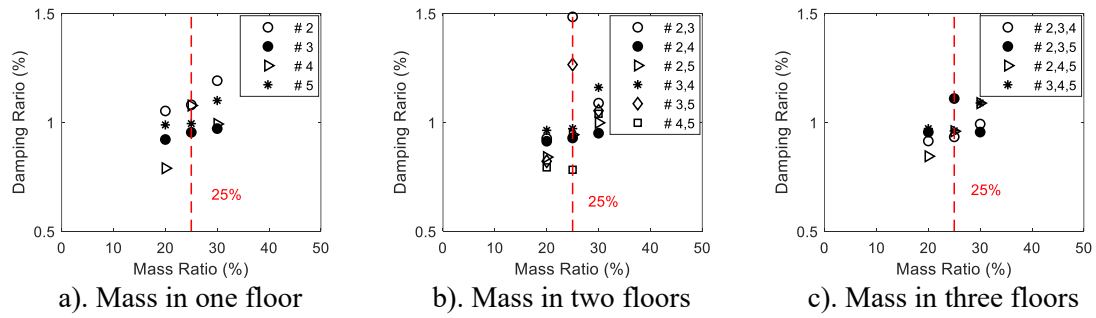 1.5
1
0.5
Damping Rario (%)
0 10 20 30 40 50
Mass Ratio (%)
25%
# 2
# 3
# 4
# 5
a). Mass in one floor
1.5
1
0.5
Damping Rario (%)
0 10 20 30 40 50
Mass Ratio (%)
25%
# 2,3
# 2,4
# 2,5
# 3,4
# 3,5
# 4,5
b). Mass in two floors
1.5
1
0.5
Damping Rario (%)
0 10 20 30 40 50
Mass Ratio (%)
25%
# 2,3,4
# 2,3,5
# 2,4,5
# 3,4,5
c). Mass in three floors